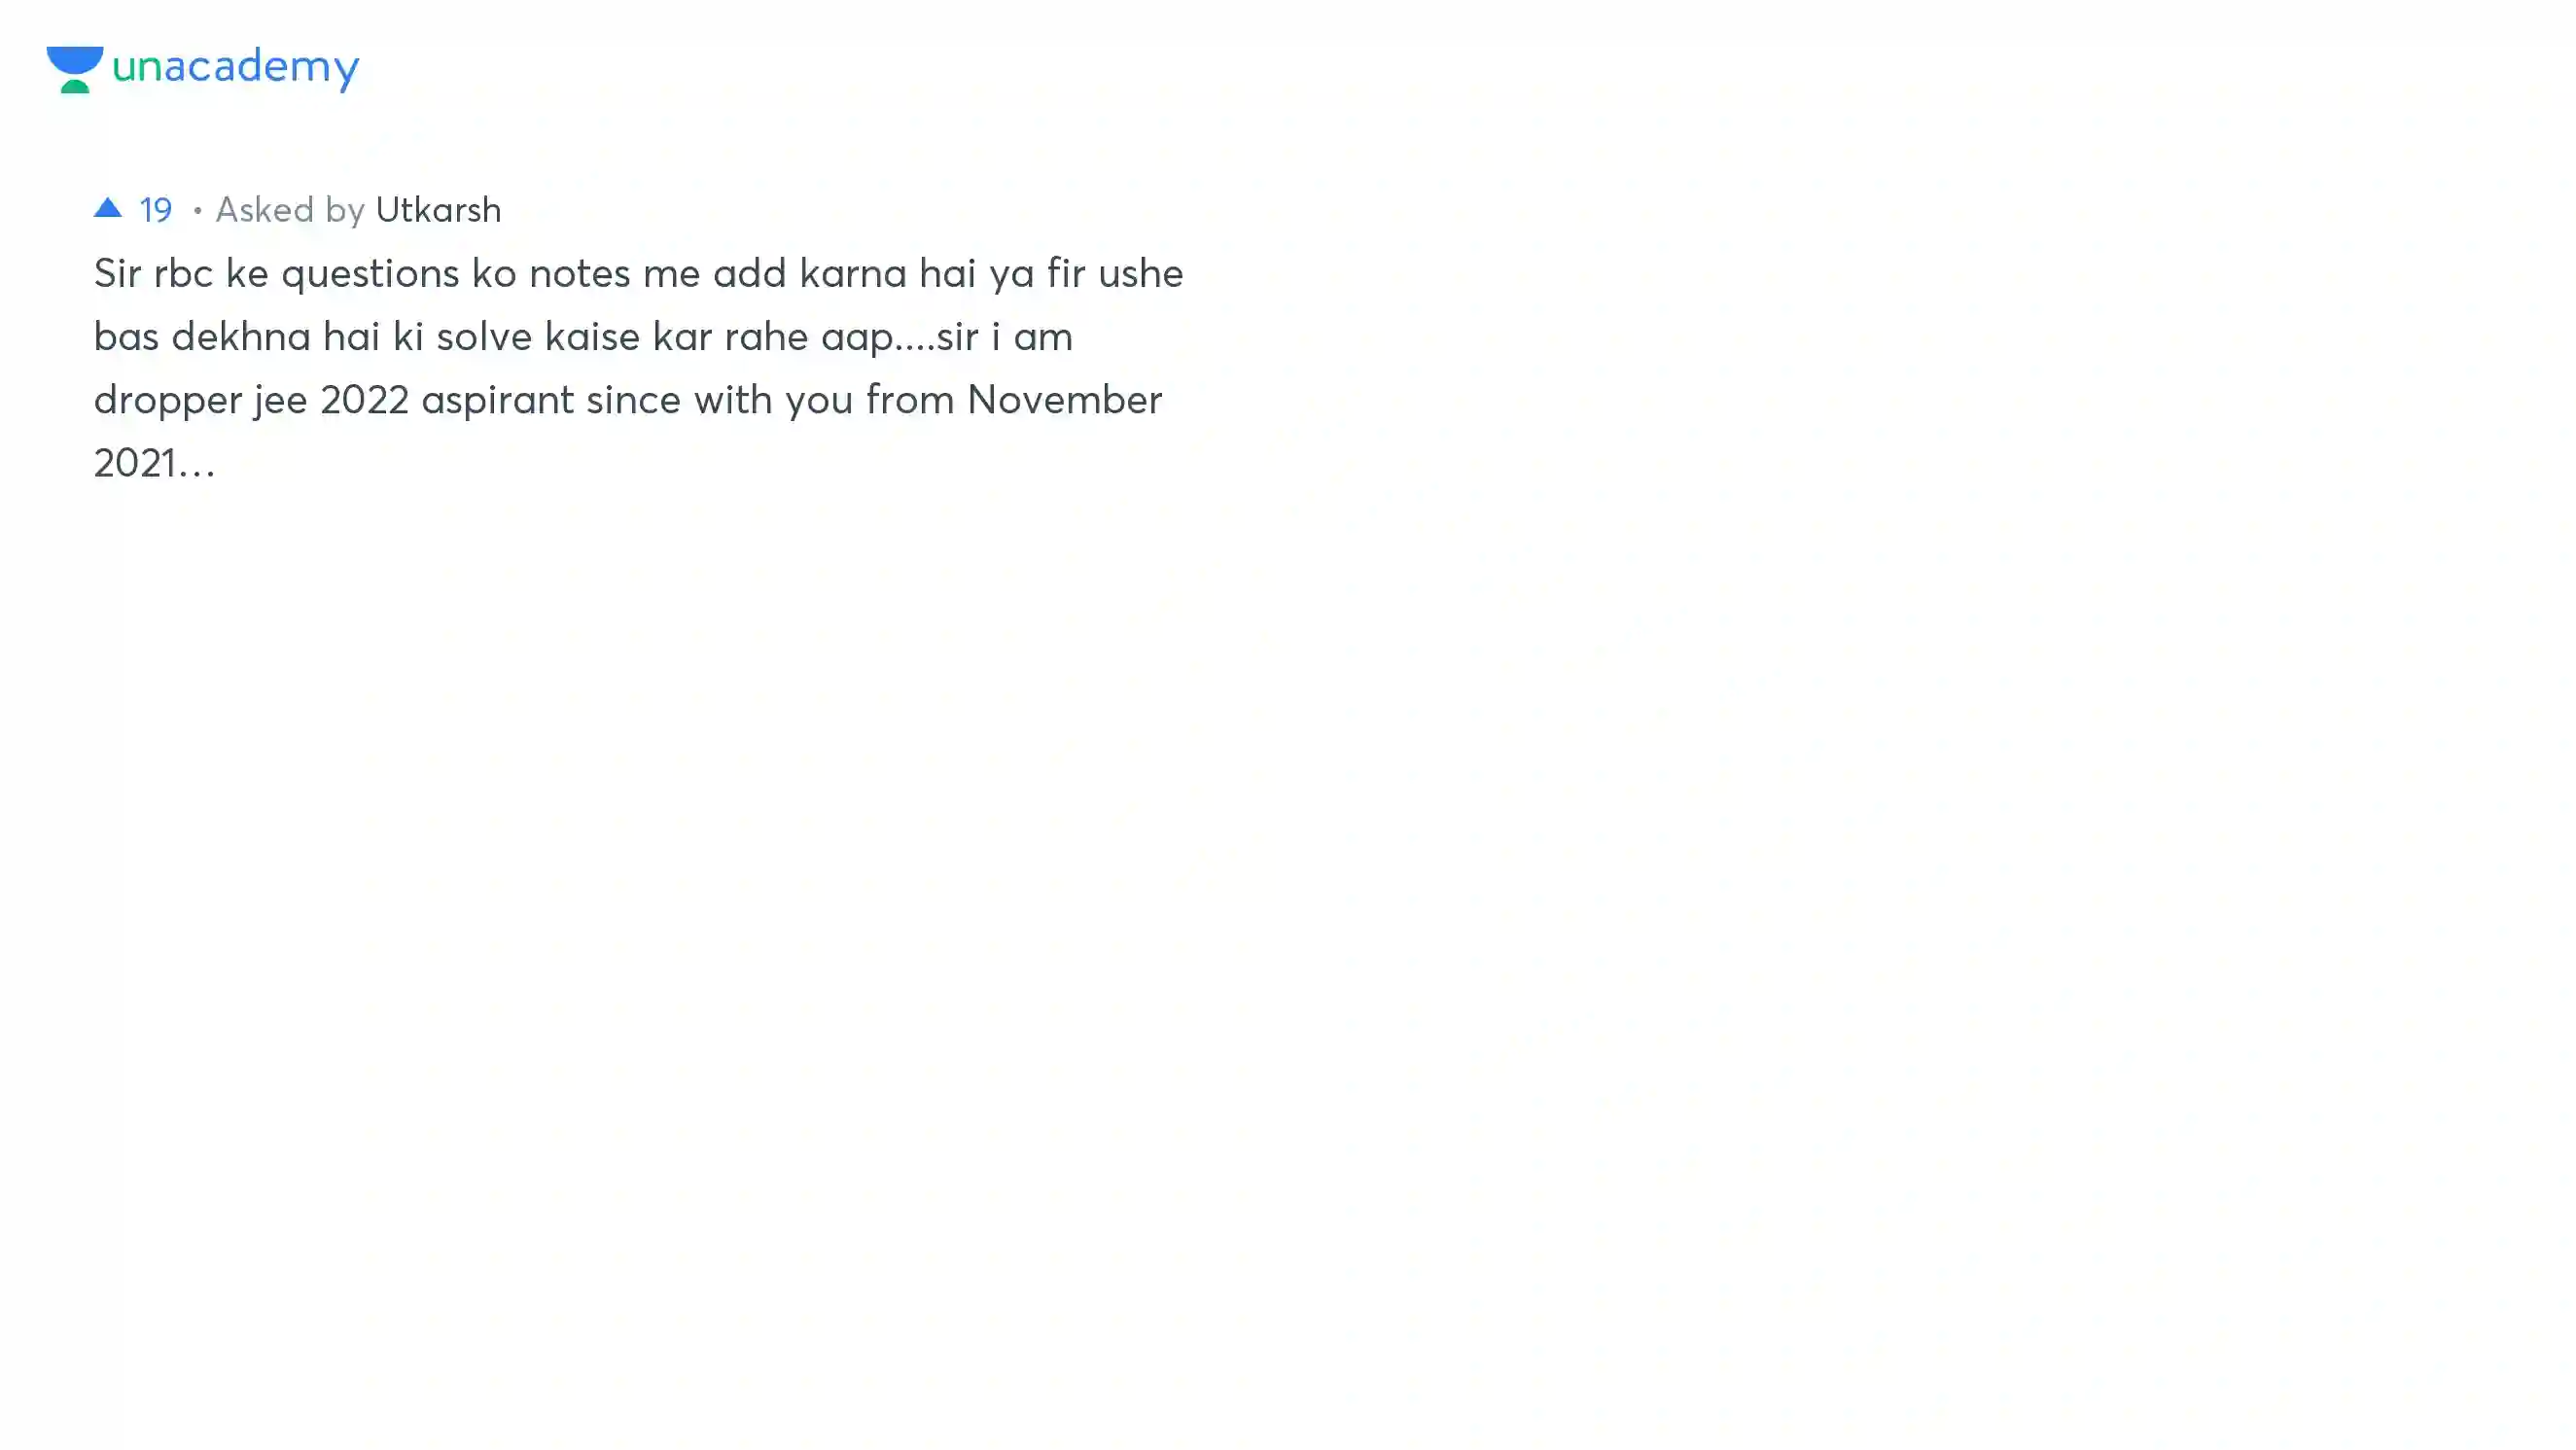 unacademy
19 • Asked by Utkarsh
Sir rbc ke questions ko notes me add karna hai ya fir ushe
bas dekhna hai ki solve kaise kar rahe aap....sir i am
dropper jee 2022 aspirant since with you from November
2021...